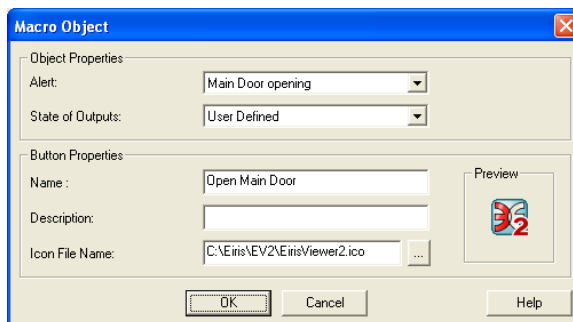 Macro Object
Object Properties
Alert: Main Door opening
State of Outputs: User Defined
Button Properties
Name : Open Main Door
Preview
Description:
Icon File Name: C:\Eiris\EV2\EirisViewer2.ico ...
OK Cancel Help